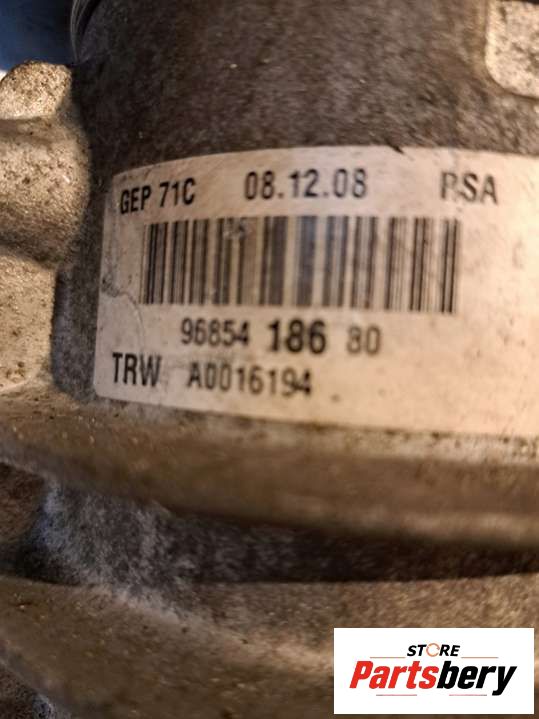 GEP 71C 08.12.08 PSA
96854 186 80
TRW A0016194
STORE
Partsbery